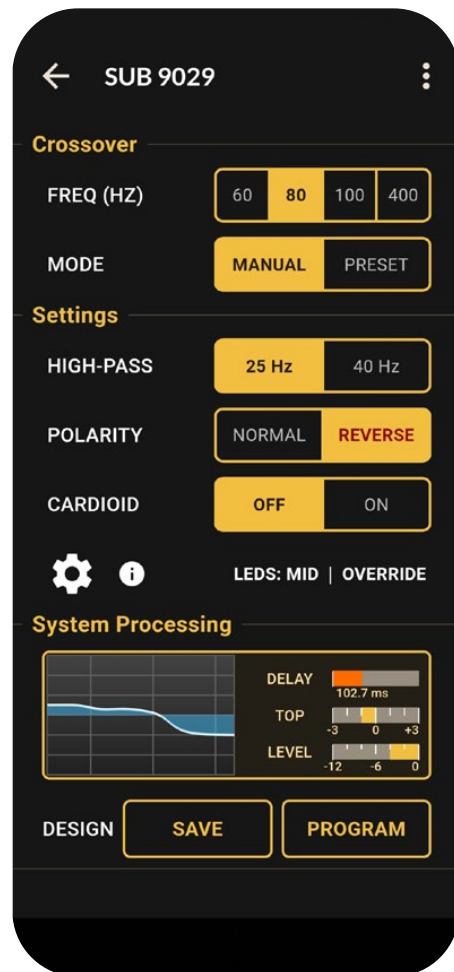 SUB 9029
Crossover
FREQ (HZ) 60 80 100 400
MODE MANUAL PRESET
Settings
HIGH-PASS 25 Hz 40 Hz
POLARITY NORMAL REVERSE
CARDIOID OFF ON
i LEDS: MID | OVERRIDE
System Processing
DELAY
102.7 ms
TOP
-3 0 +3
LEVEL
-12 -6 0
DESIGN SAVE PROGRAM